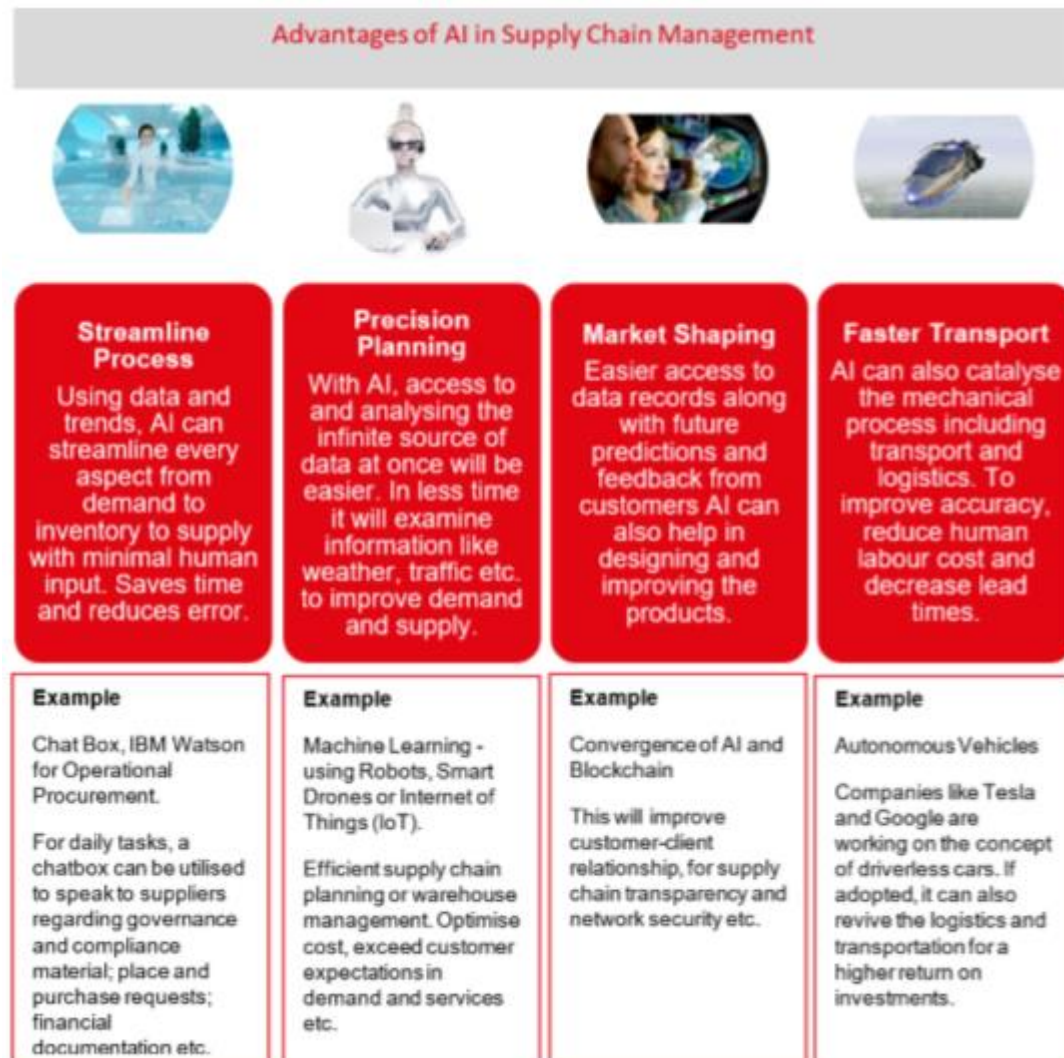 Advantages of AI in Supply Chain Management
Streamline
Process
Using data and
trends, AI can
streamline every
aspect from
demand to
inventory to supply
with minimal human
input. Saves time
and reduces error.
Precision
Planning
With AI, access to
and analysing the
infinite source of
data at once will be
easier. In less time
it will examine
information like
weather, traffic etc.
to improve demand
and supply.
Market Shaping
Easier access to
data records along
with future
predictions and
feedback from
customers AI can
also help in
designing and
improving the
products.
Faster Transport
AI can also catalyse
the mechanical
process including
transport and
logistics. To
improve accuracy,
reduce human
labour cost and
decrease lead
times.
Example
Chat Box, IBM Watson
for Operational
Procurement.
For daily tasks, a
chatbox can be utilised
to speak to suppliers
regarding governance
and compliance
material; place and
purchase requests;
financial
documentation etc.
Example
Machine Learning -
using Robots, Smart
Drones or Internet of
Things (IoT).
Efficient supply chain
planning or warehouse
management. Optimise
cost, exceed customer
expectations in
demand and services
etc.
Example
Convergence of AI and
Blockchain
This will improve
customer-client
relationship, for supply
chain transparency and
network security etc.
Example
Autonomous Vehicles
Companies like Tesla
and Google are
working on the concept
of driverless cars. If
adopted, it can also
revive the logistics and
transportation for a
higher return on
investments.